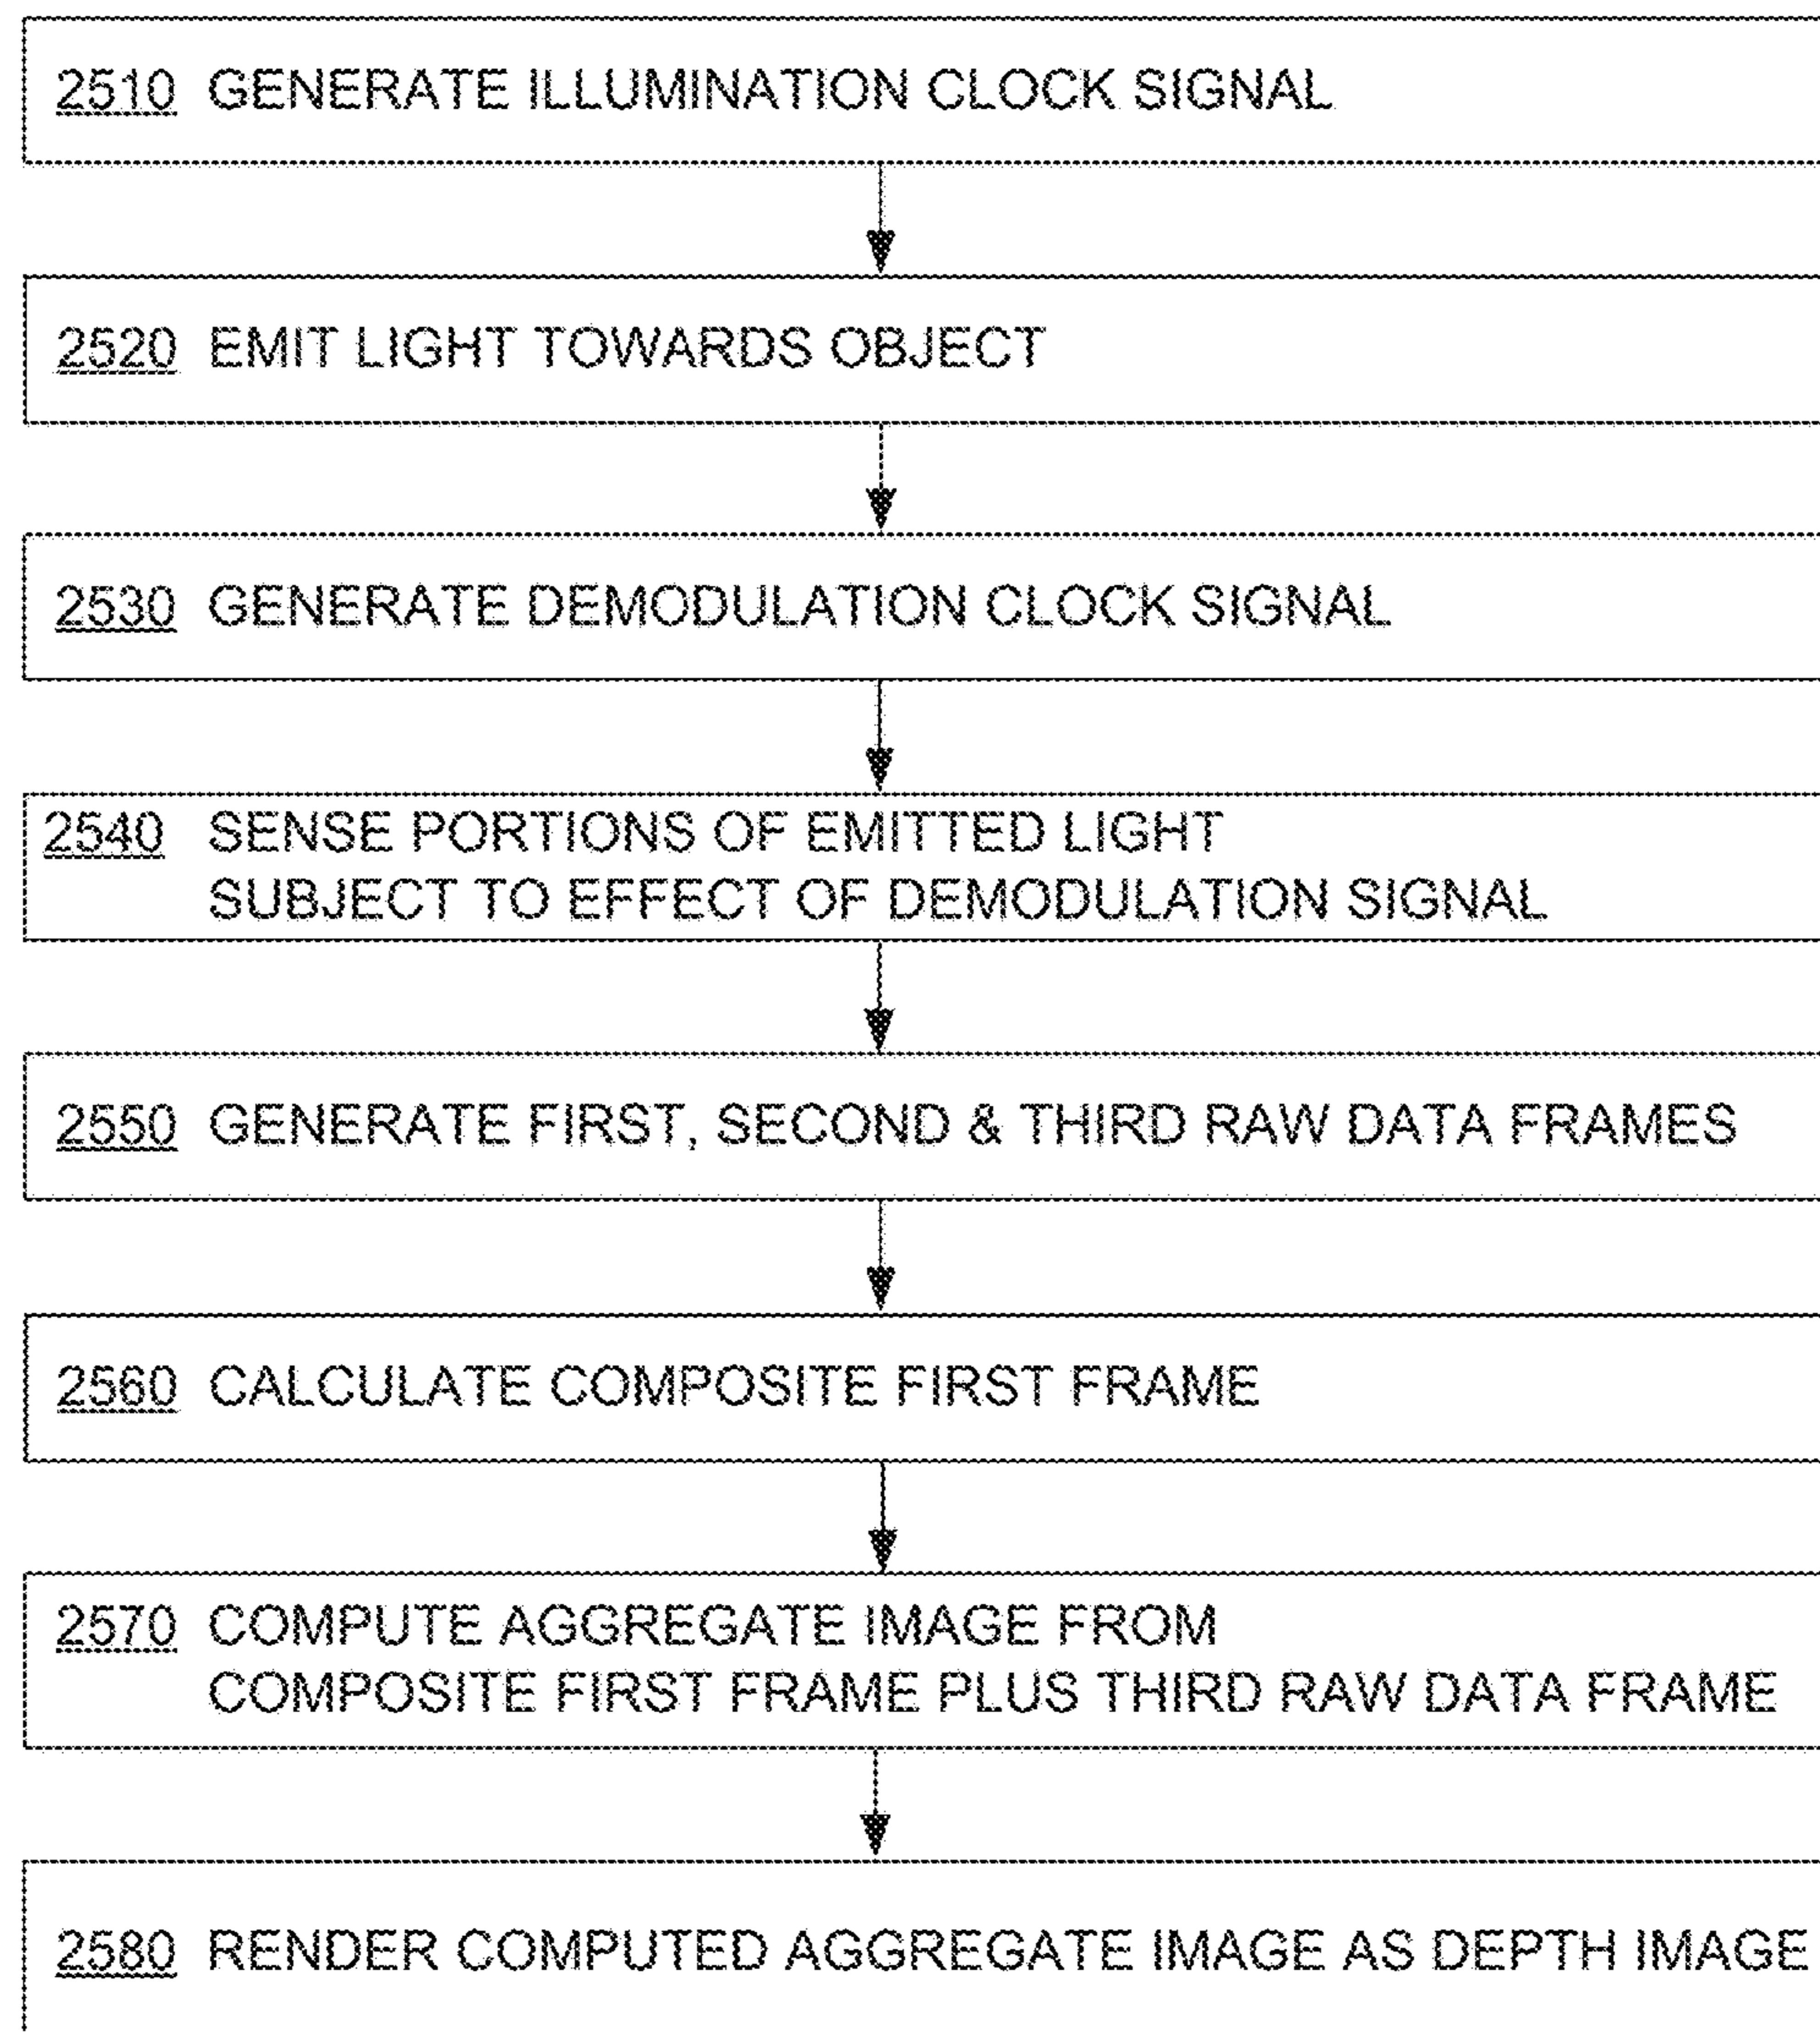 2510 GENERATE ILLUMINATION CLOCK SIGNAL
2520 EMIT LIGHT TOWARDS OBJECT
2530 GENERATE DEMODULATION CLOCK SIGNAL
2540 SENSE PORTIONS OF EMITTED LIGHT
SUBJECT TO EFFECT OF DEMODULATION SIGNAL
2550 GENERATE FIRST, SECOND & THIRD RAW DATA FRAMES
2560 CALCULATE COMPOSITE FIRST FRAME
2570 COMPUTE AGGREGATE IMAGE FROM
COMPOSITE FIRST FRAME PLUS THIRD RAW DATA FRAME
2580 RENDER COMPUTED AGGREGATE IMAGE AS DEPTH IMAGE